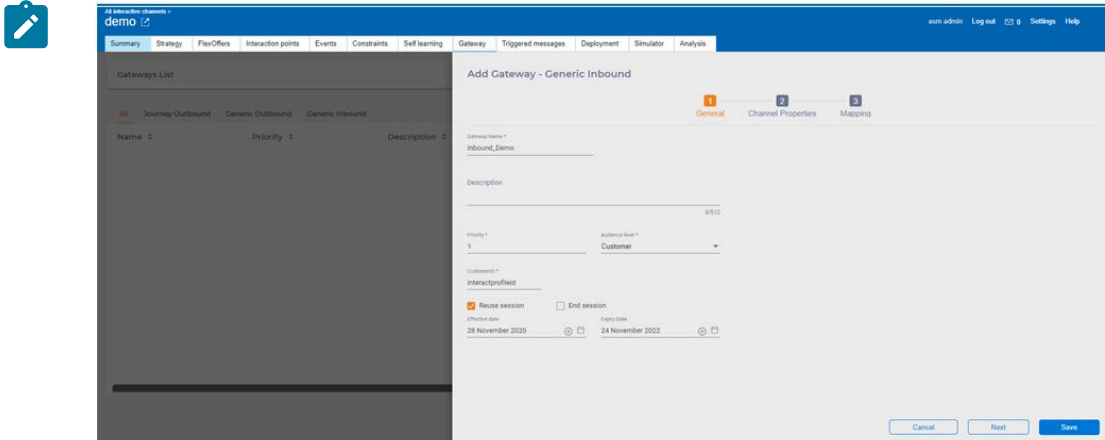 All interactive channels >
demo
asm admin Log out 0 Settings Help
Summary Strategy FlexOffers Interaction points Events Constraints Self learning Gateway Triggered messages Deployment Simulator Analysis
Gateways List
Add Gateway - Generic Inbound
1 2 3
General Channel Properties Mapping
All Journey Outbound Generic Outbound Generic Inbound
Name Priority Description
Gateway Name *
Inbound_Demo
Description
0/512
Priority * Audience level *
1 Customer
CustomerID *
interactprofileid
Reuse session End session
Effective date Expiry Date
28 November 2020 24 November 2022
Cancel Next Save